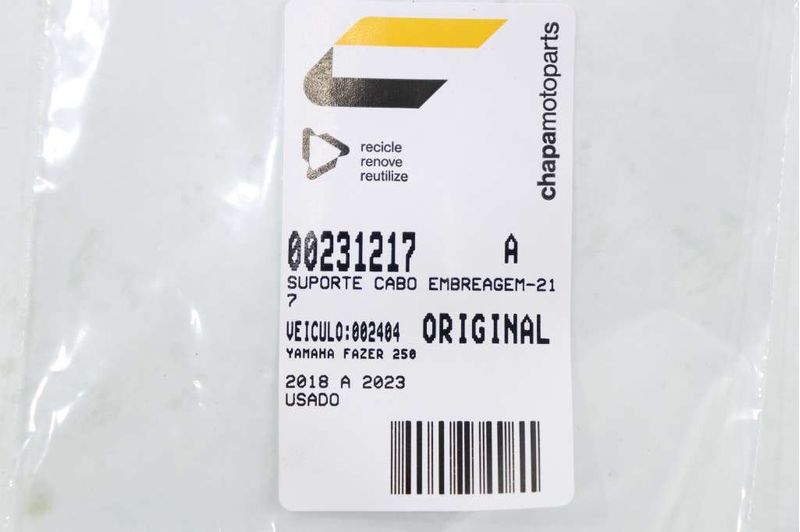 chapamotoparts
recicle
renove
reutilize
00231217 A
SUPORTE CABO EMBREAGEM-21
7
VEICULO:002404 ORIGINAL
YAMAHA FAZER 250
2018 A 2023
USADO